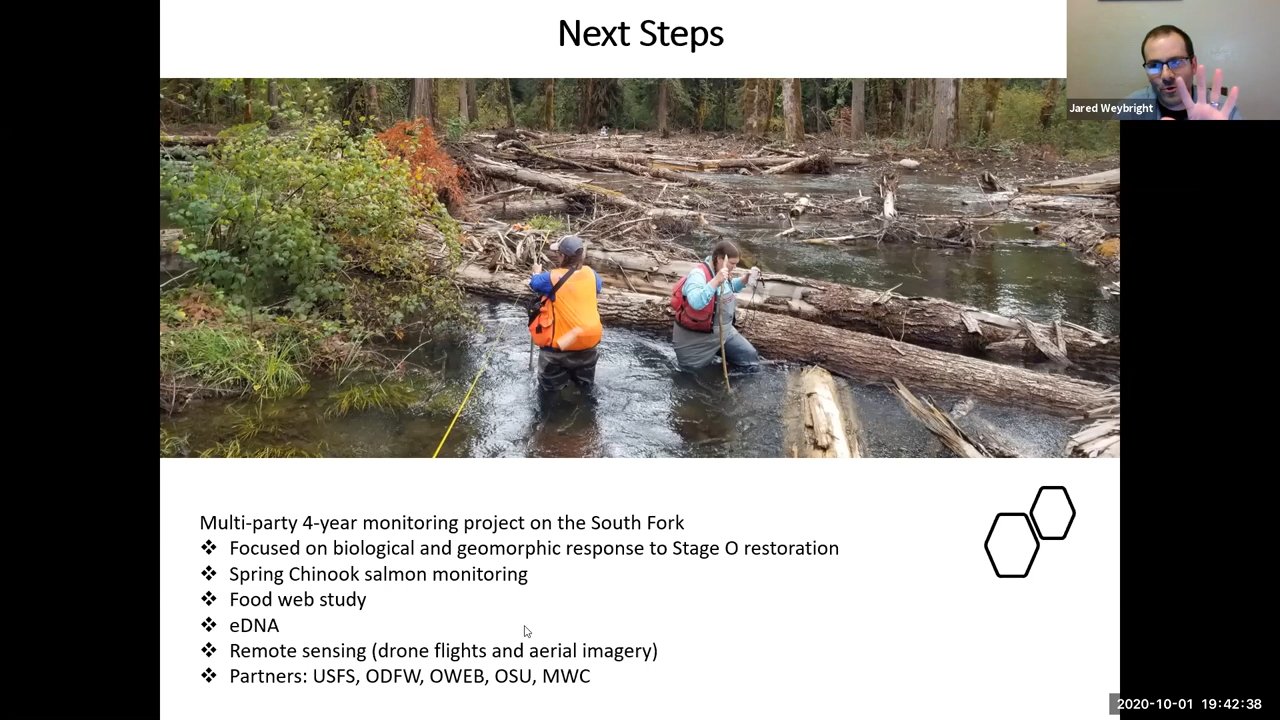 Next Steps
Jared Weybright
Multi-party 4-year monitoring project on the South Fork
❖ Focused on biological and geomorphic response to Stage O restoration
❖ Spring Chinook salmon monitoring
❖ Food web study
❖ eDNA
❖ Remote sensing (drone flights and aerial imagery)
❖ Partners: USFS, ODFW, OWEB, OSU, MWC
2020-10-01 19:42:38